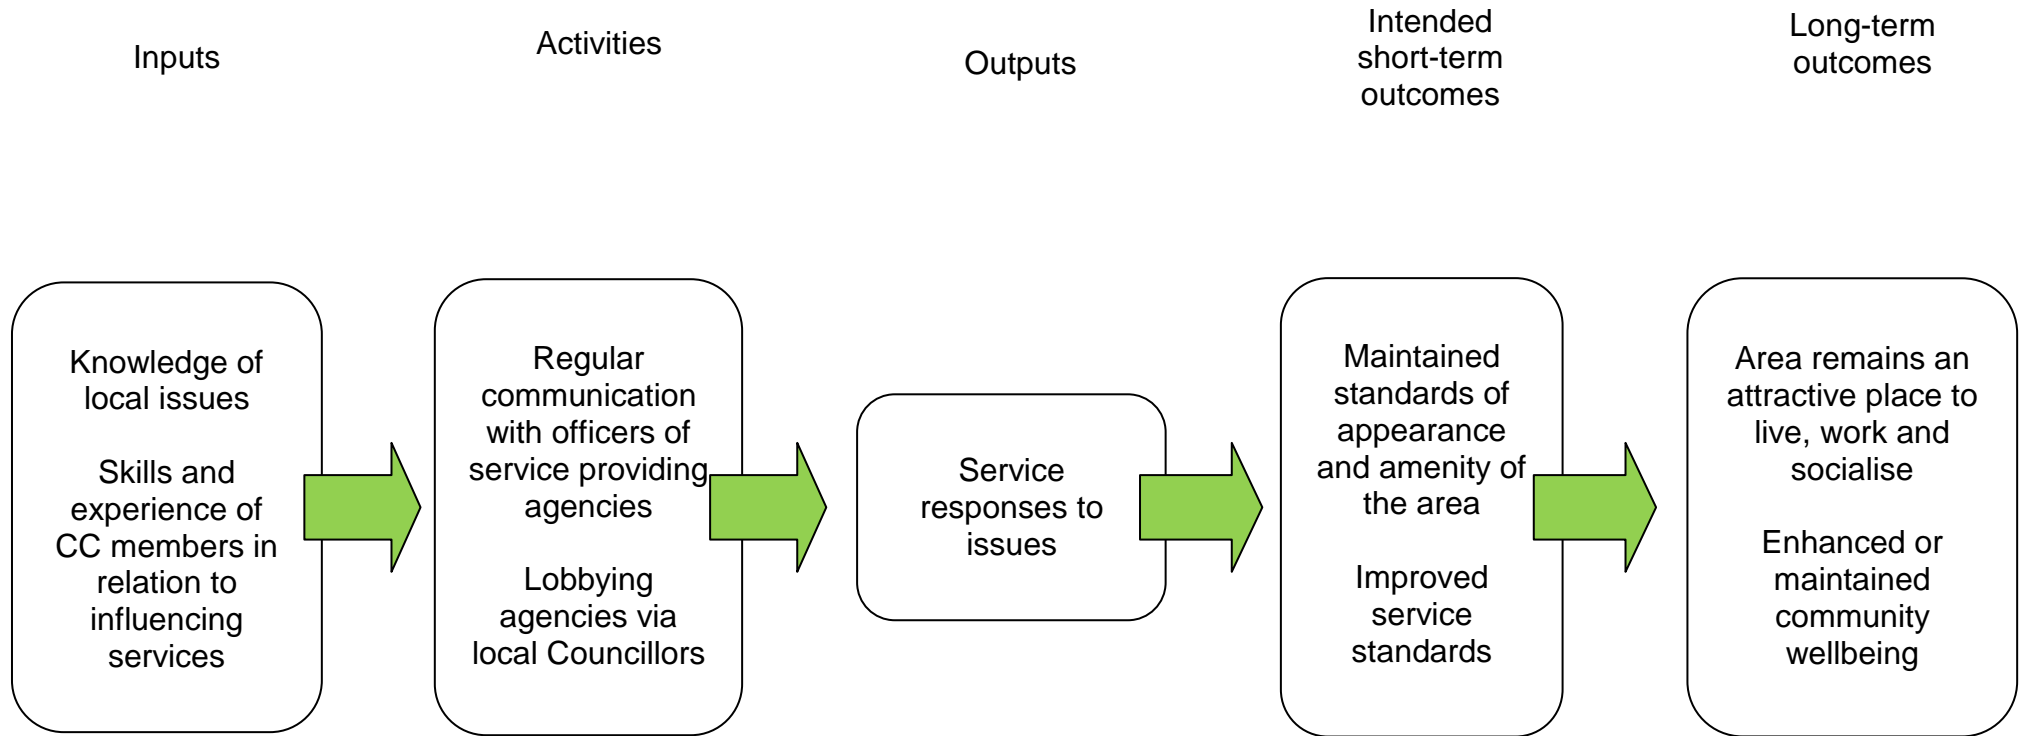 Inputs
Activities
Outputs
Intended
short-term
outcomes
Long-term
outcomes
Knowledge of
local issues
Skills and
experience of
CC members in
relation to
influencing
services
Regular
communication
with officers of
service providing
agencies
Lobbying
agencies via
local Councillors
Service
responses to
issues
Maintained
standards of
appearance
and amenity of
the area
Improved
service
standards
Area remains an
attractive place to
live, work and
socialise
Enhanced or
maintained
community
wellbeing